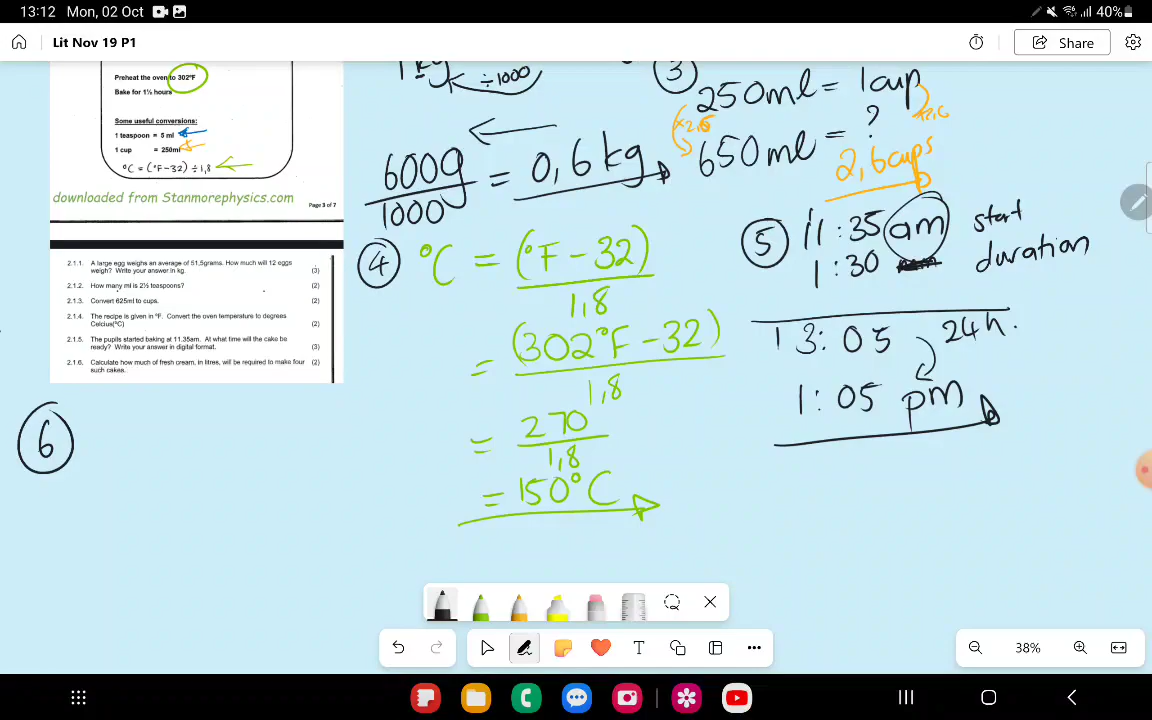 13:12 Mon, 02 Oct
40%
Lit Nov 19 P1
Share
Preheat the oven to 302°F
Bake for 1½ hours
Some useful conversions:
1 teaspoon = 5 ml
1 cup = 250ml
°C = (°F - 32) ÷ 1,8
downloaded from Stanmorephysics.com
Page 3 of 7
2.1.1. A large egg weighs an average of 51,5grams. How much will 12 eggs
weigh? Write your answer in kg. (3)
2.1.2. How many ml is 2½ teaspoons? (2)
2.1.3. Convert 625ml to cups. (2)
2.1.4. The recipe is given in °F. Convert the oven temperature to degrees
Celcius(°C) (2)
2.1.5. The pupils started baking at 11.35am. At what time will the cake be
ready? Write your answer in digital format. (3)
2.1.6. Calculate how much of fresh cream, in litres, will be required to make four (2)
such cakes.
6
1 kg
÷1000
600g
1000
= 0,6 kg
3
250ml = 1cup
×2,6
650ml = ?
2,6cups
4
°C = (°F - 32)
1,8
= (302°F - 32)
1,8
= 270
1,8
= 150°C
5
11:35 am start
1:30 duration
13:05 24h.
1:05 pm
38%